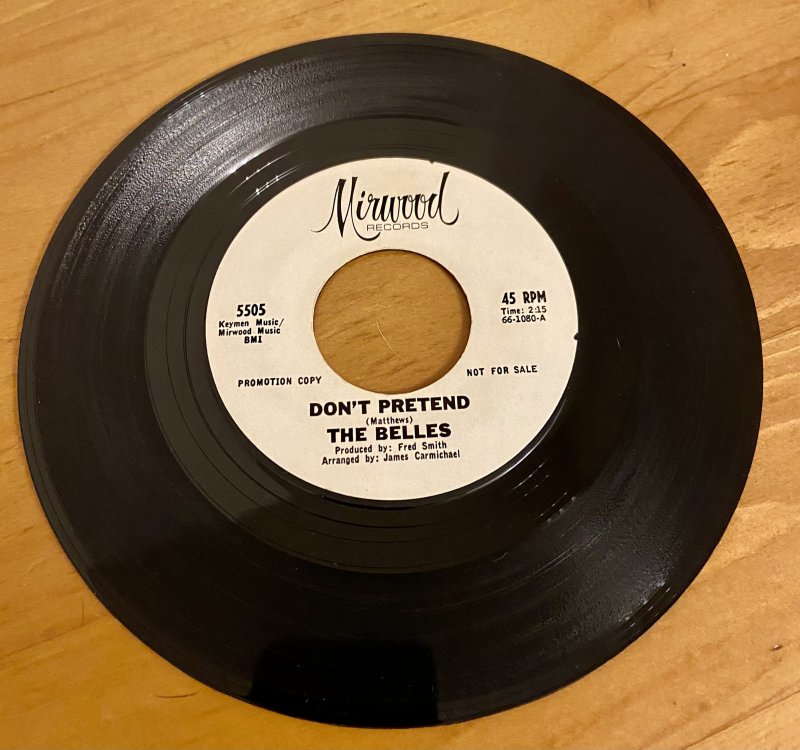 Mirwood
RECORDS
5505
Keymen Music/
Mirwood Music
BMI
45 RPM
Time: 2:15
66-1080-A
PROMOTION COPY
NOT FOR SALE
DON'T PRETEND
(Matthews)
THE BELLES
Produced by: Fred Smith
Arranged by: James Carmichael